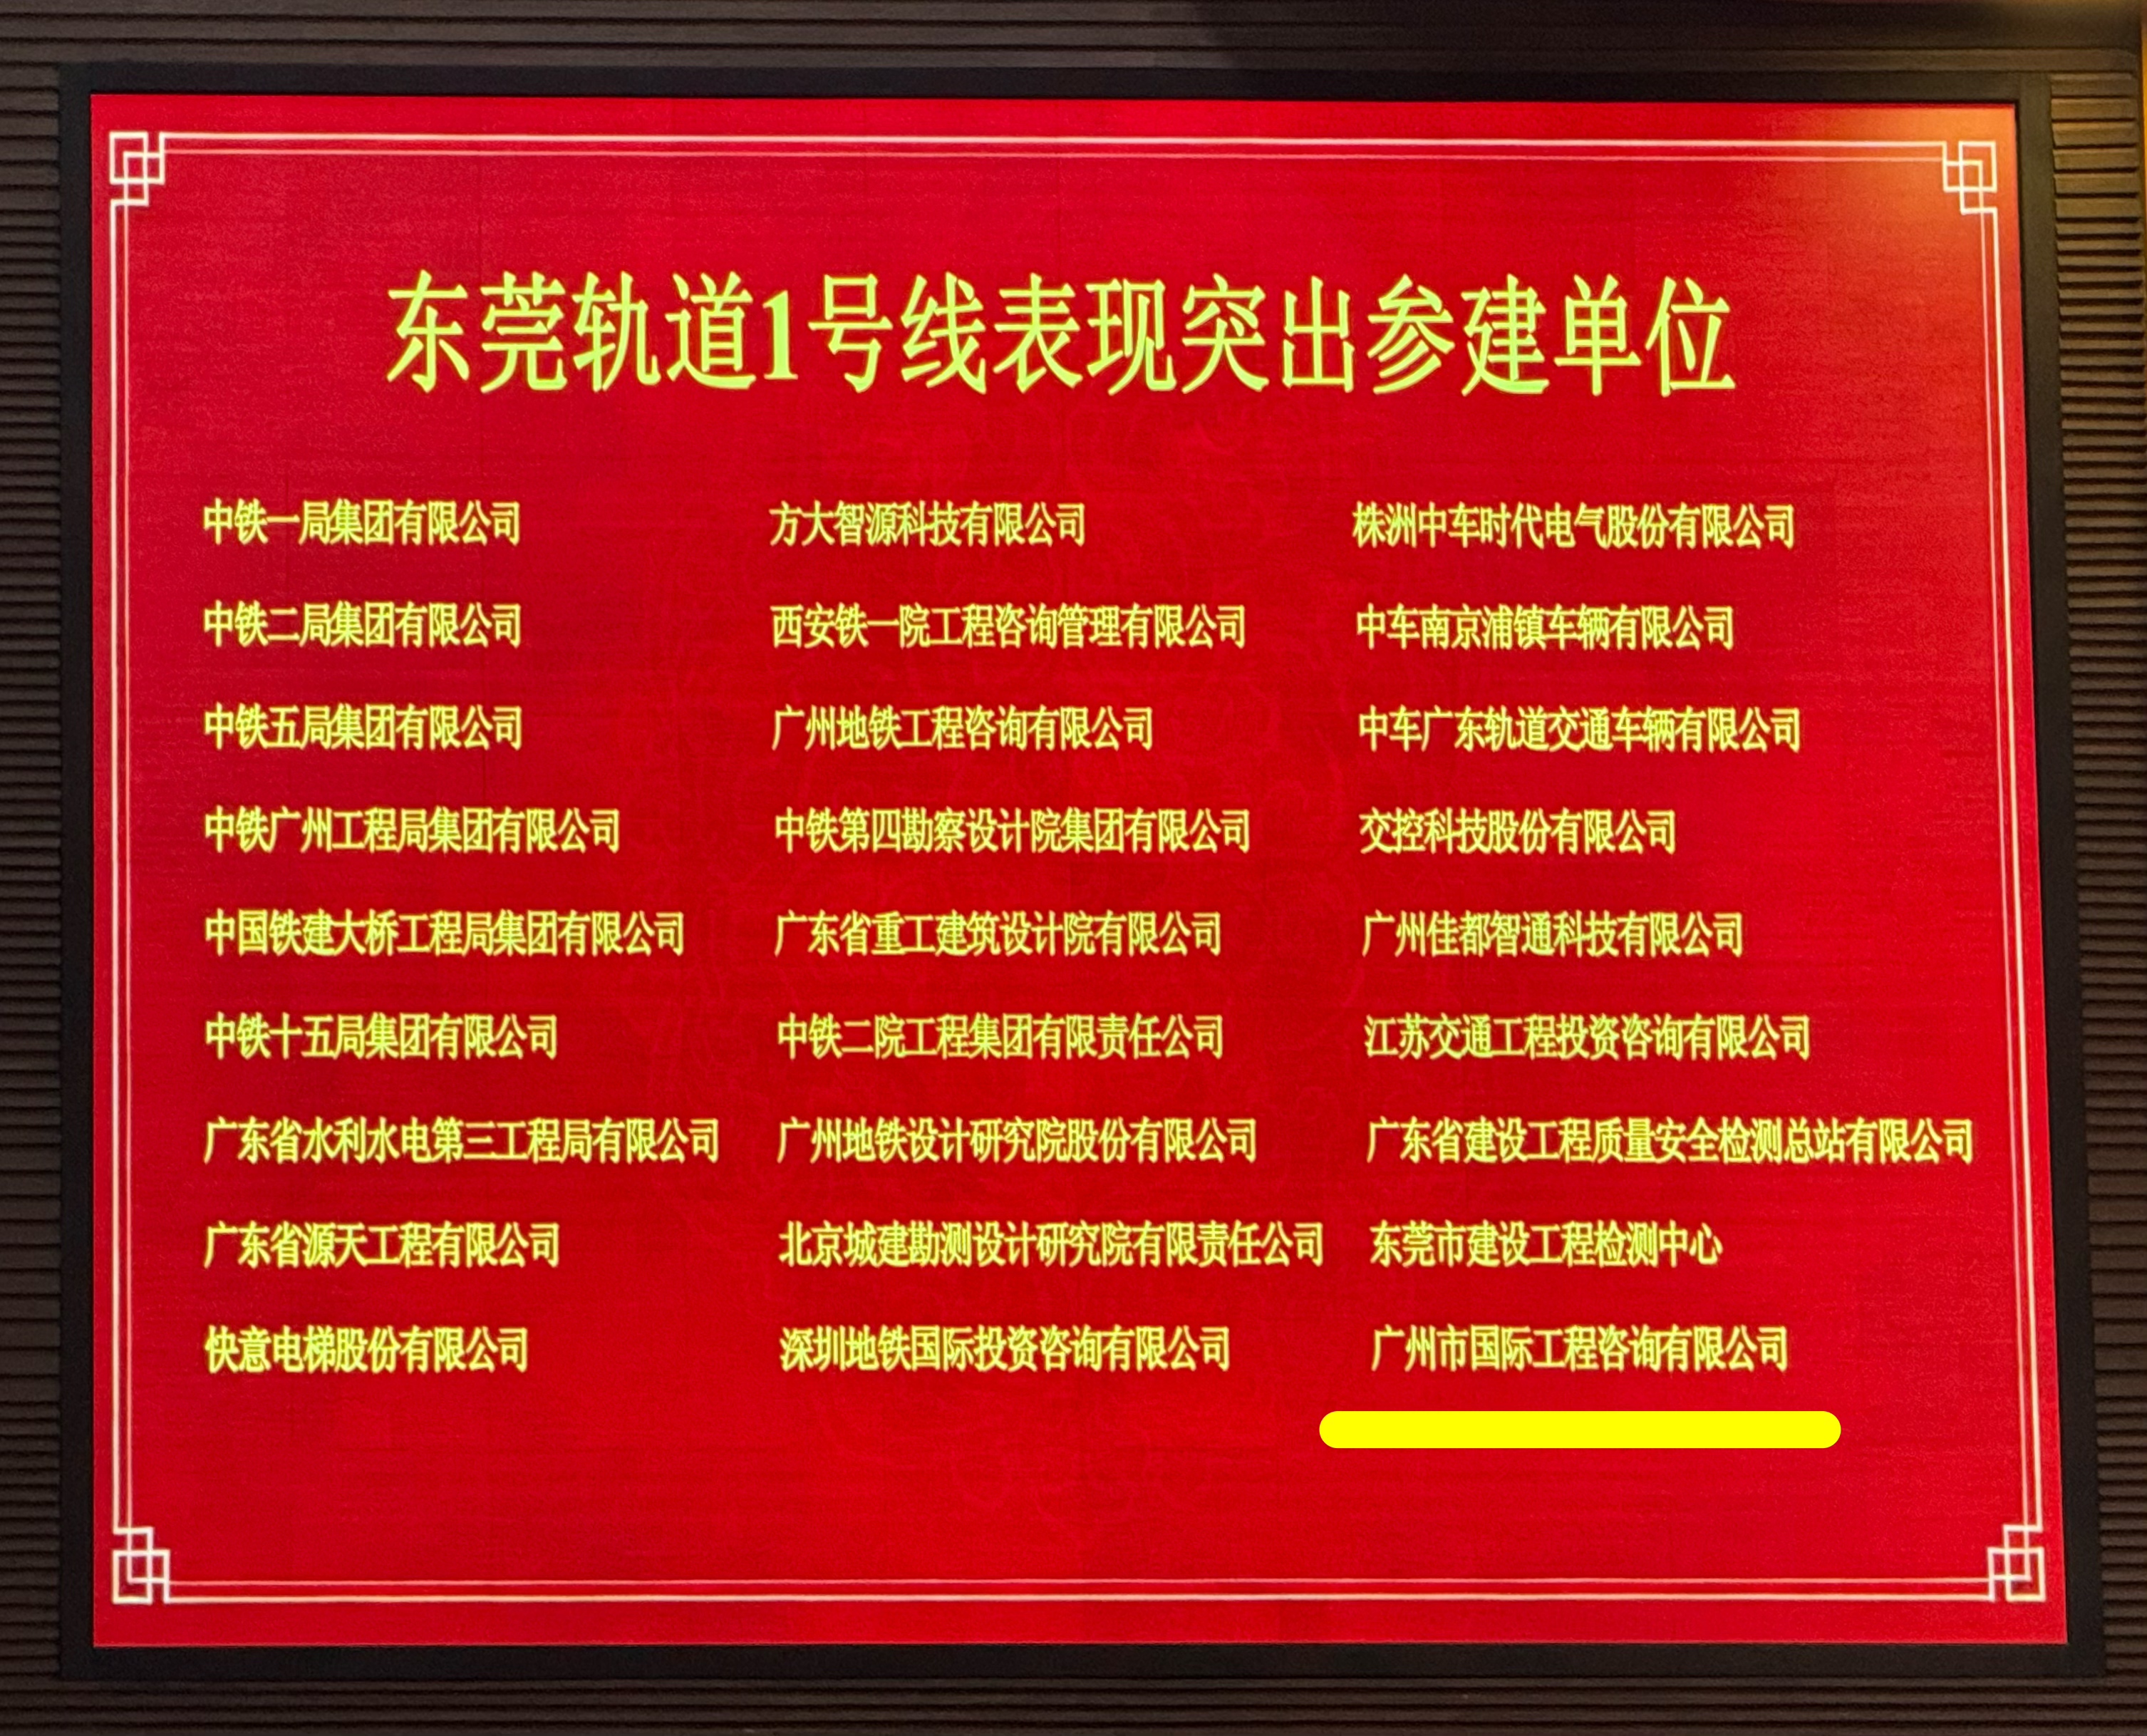 东莞轨道1号线表现突出参建单位
中铁一局集团有限公司
中铁二局集团有限公司
中铁五局集团有限公司
中铁广州工程局集团有限公司
中国铁建大桥工程局集团有限公司
中铁十五局集团有限公司
广东省水利水电第三工程局有限公司
广东省源天工程有限公司
快意电梯股份有限公司
方大智源科技有限公司
西安铁一院工程咨询管理有限公司
广州地铁工程咨询有限公司
中铁第四勘察设计院集团有限公司
广东省重工建筑设计院有限公司
中铁二院工程集团有限责任公司
广州地铁设计研究院股份有限公司
北京城建勘测设计研究院有限责任公司
深圳地铁国际投资咨询有限公司
株洲中车时代电气股份有限公司
中车南京浦镇车辆有限公司
中车广东轨道交通车辆有限公司
交控科技股份有限公司
广州佳都智通科技有限公司
江苏交通工程投资咨询有限公司
广东省建设工程质量安全检测总站有限公司
东莞市建设工程检测中心
广州市国际工程咨询有限公司